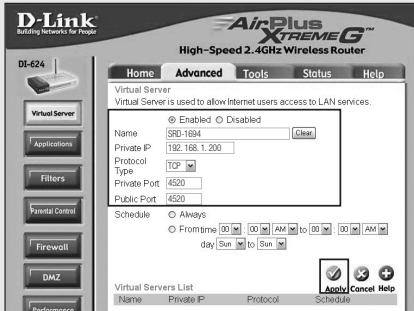 D-Link
Building Networks for People
AirPlus
XTREME G™
High-Speed 2.4GHz Wireless Router
DI-624
Home Advanced Tools Status Help
Virtual Server
Applications
Filters
Parental Control
Firewall
DMZ
Performance
Virtual Server
Virtual Server is used to allow Internet users access to LAN services.
Enabled Disabled
Name SRD-1694 Clear
Private IP 192.168.1.200
Protocol Type TCP
Private Port 4520
Public Port 4520
Schedule Always
From time 00 : 00 AM to 00 : 00 AM
day Sun to Sun
Apply Cancel Help
Virtual Servers List
Name Private IP Protocol Schedule